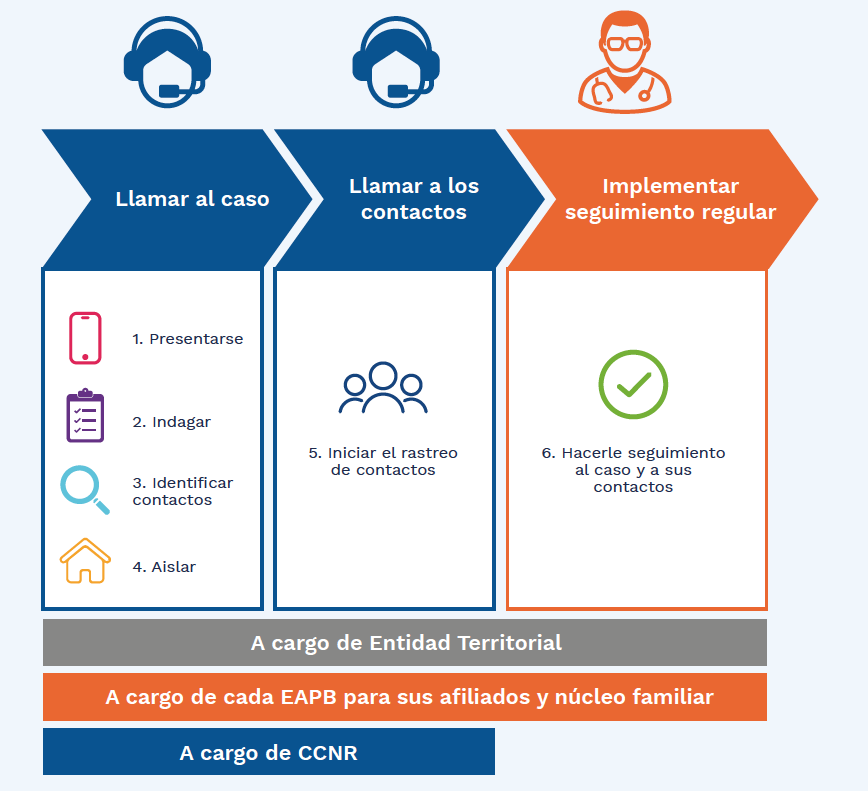 Llamar al caso
Llamar a los
contactos
Implementar
seguimiento regular
1. Presentarse
2. Indagar
3. Identificar
contactos
4. Aislar
5. Iniciar el rastreo
de contactos
6. Hacerle seguimiento
al caso y a sus
contactos
A cargo de Entidad Territorial
A cargo de cada EAPB para sus afiliados y núcleo familiar
A cargo de CCNR